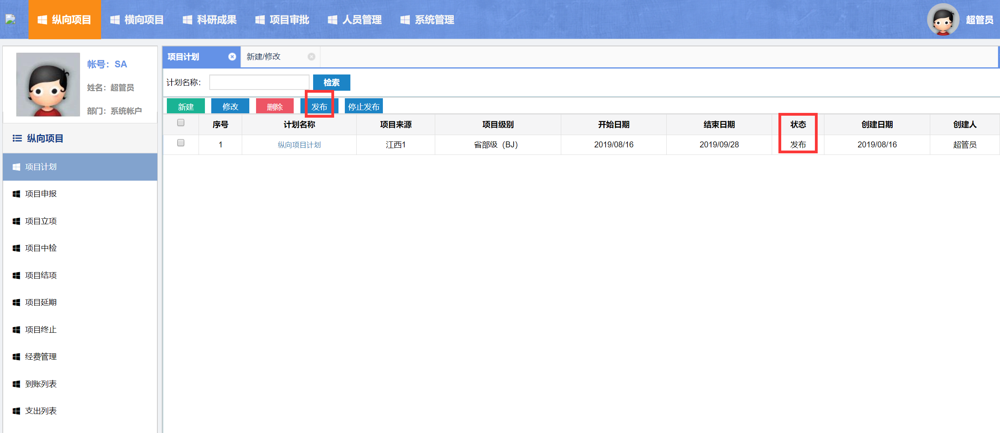 纵向项目 横向项目 科研成果 项目审批 人员管理 系统管理 超管员
帐号：SA
姓名：超管员
部门：系统帐户
纵向项目
项目计划
项目申报
项目立项
项目中检
项目结项
项目延期
项目终止
经费管理
到账列表
支出列表
项目计划 新建/修改
计划名称： 检索
新建 修改 删除 发布 停止发布
序号 计划名称 项目来源 项目级别 开始日期 结束日期 状态 创建日期 创建人
1 纵向项目计划 江西1 省部级（BJ） 2019/08/16 2019/09/28 发布 2019/08/16 超管员